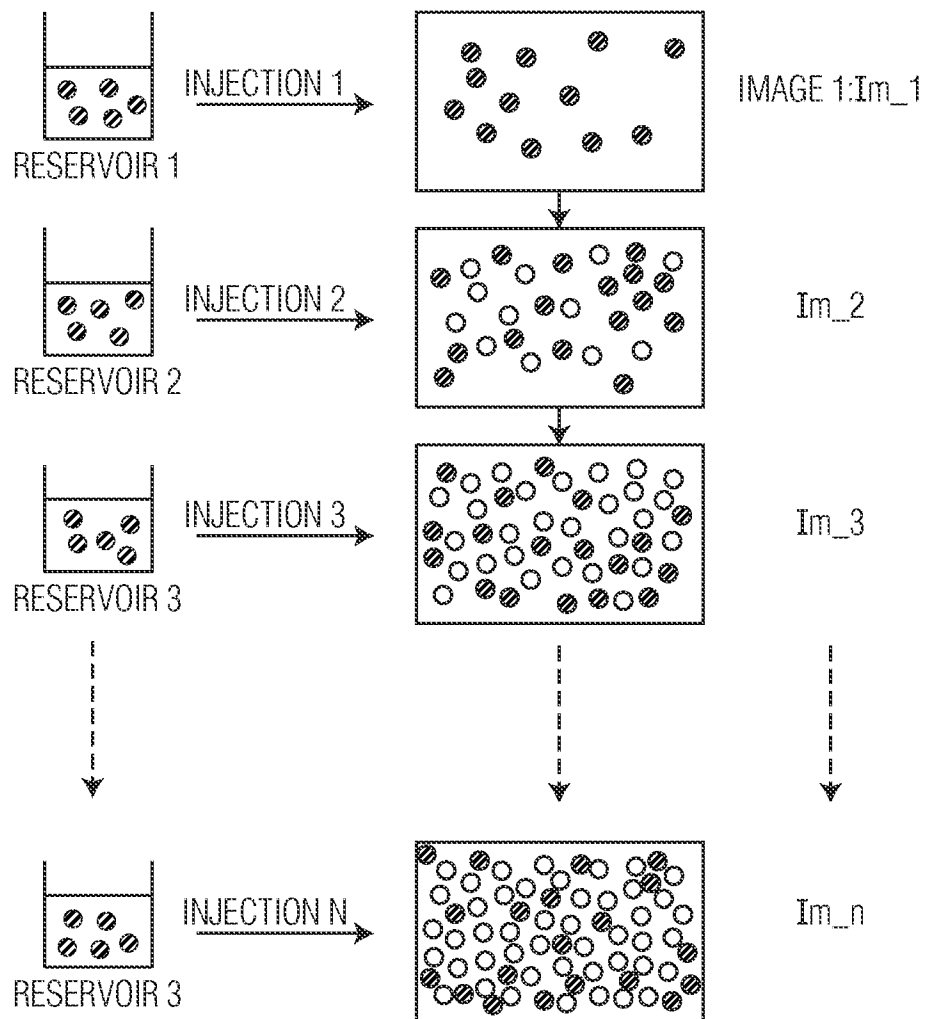 INJECTION 1
IMAGE 1:Im_1
RESERVOIR 1
INJECTION 2
Im_2
RESERVOIR 2
INJECTION 3
Im_3
RESERVOIR 3
INJECTION N
Im_n
RESERVOIR 3